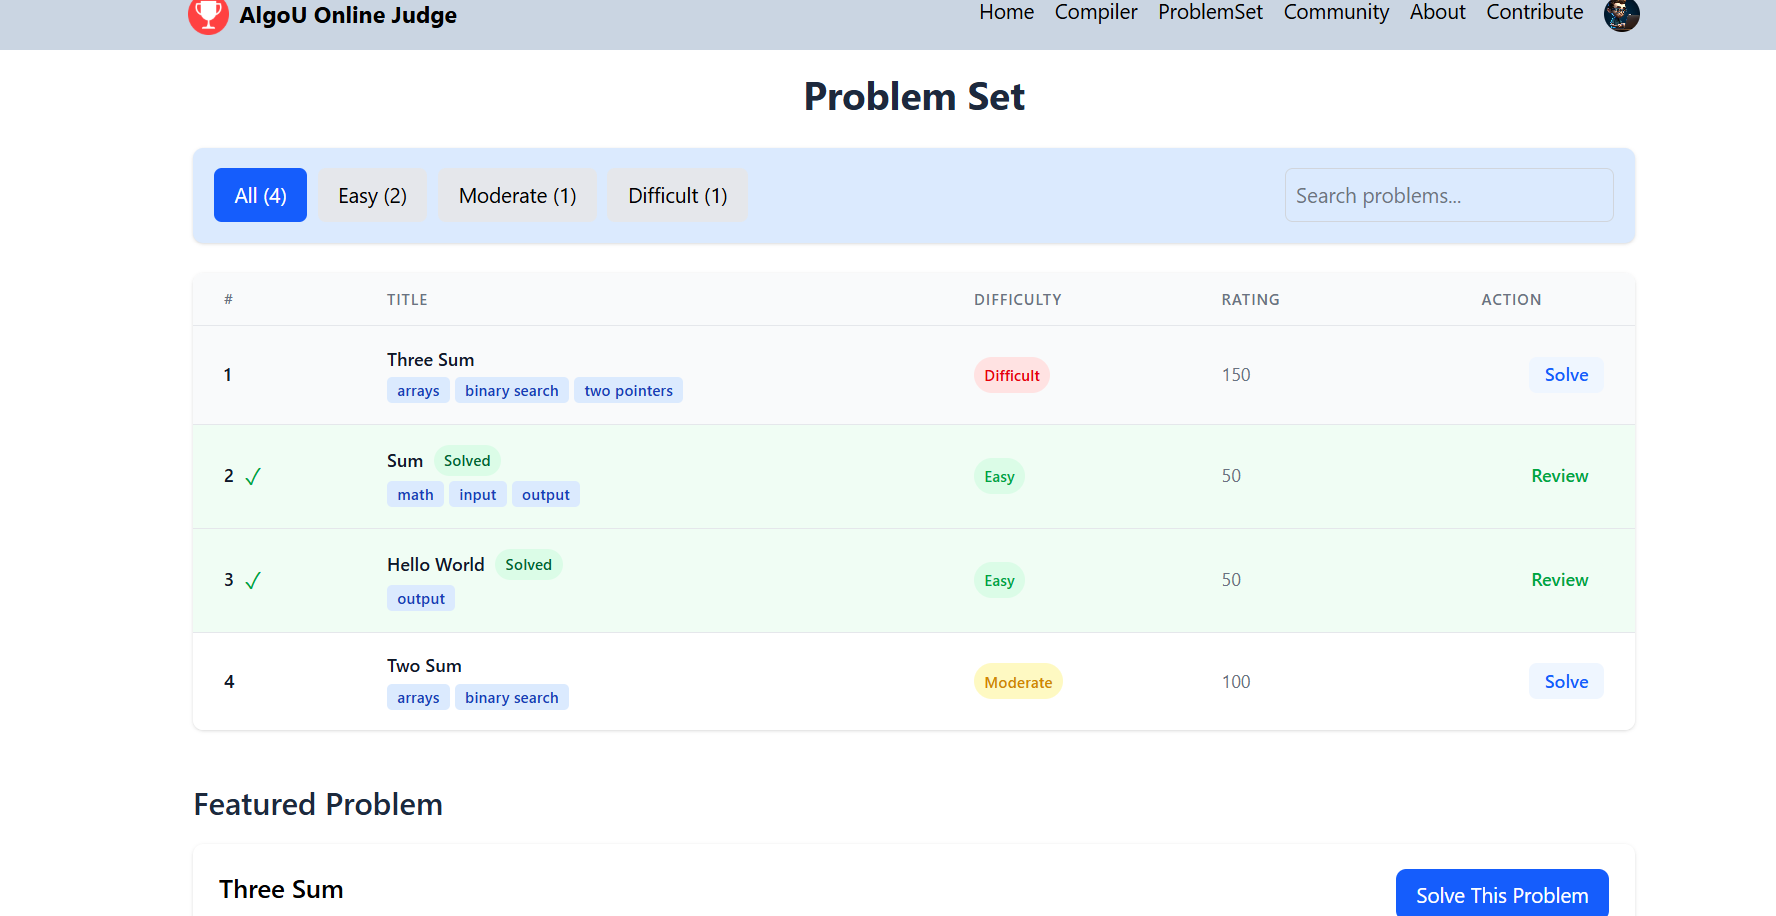 AlgoU Online Judge
Home Compiler ProblemSet Community About Contribute
Problem Set
All (4) Easy (2) Moderate (1) Difficult (1) Search problems...
# TITLE DIFFICULTY RATING ACTION
Three Sum
1 Difficult 150 Solve
arrays binary search two pointers
Sum Solved
2 ✓ Easy 50 Review
math input output
Hello World Solved
3 ✓ Easy 50 Review
output
Two Sum
4 Moderate 100 Solve
arrays binary search
Featured Problem
Three Sum Solve This Problem